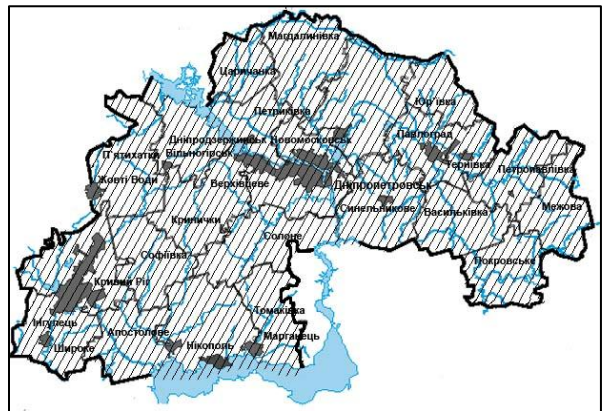 Магдалинівка
Царичанка
Юр'ївка
Петриківка
Дніпродзержинськ
Новомосковськ
Павлоград
Вільногірськ
Тернівка
П'ятихатки
Петропавлівка
Жовті Води
Верхівцеве
Дніпропетровськ
Синельникове
Васильківка
Межова
Кринички
Солоне
Софіївка
Покровське
Кривий Ріг
Томаківка
Інгулець
Апостолове
Марганець
Широке
Нікополь